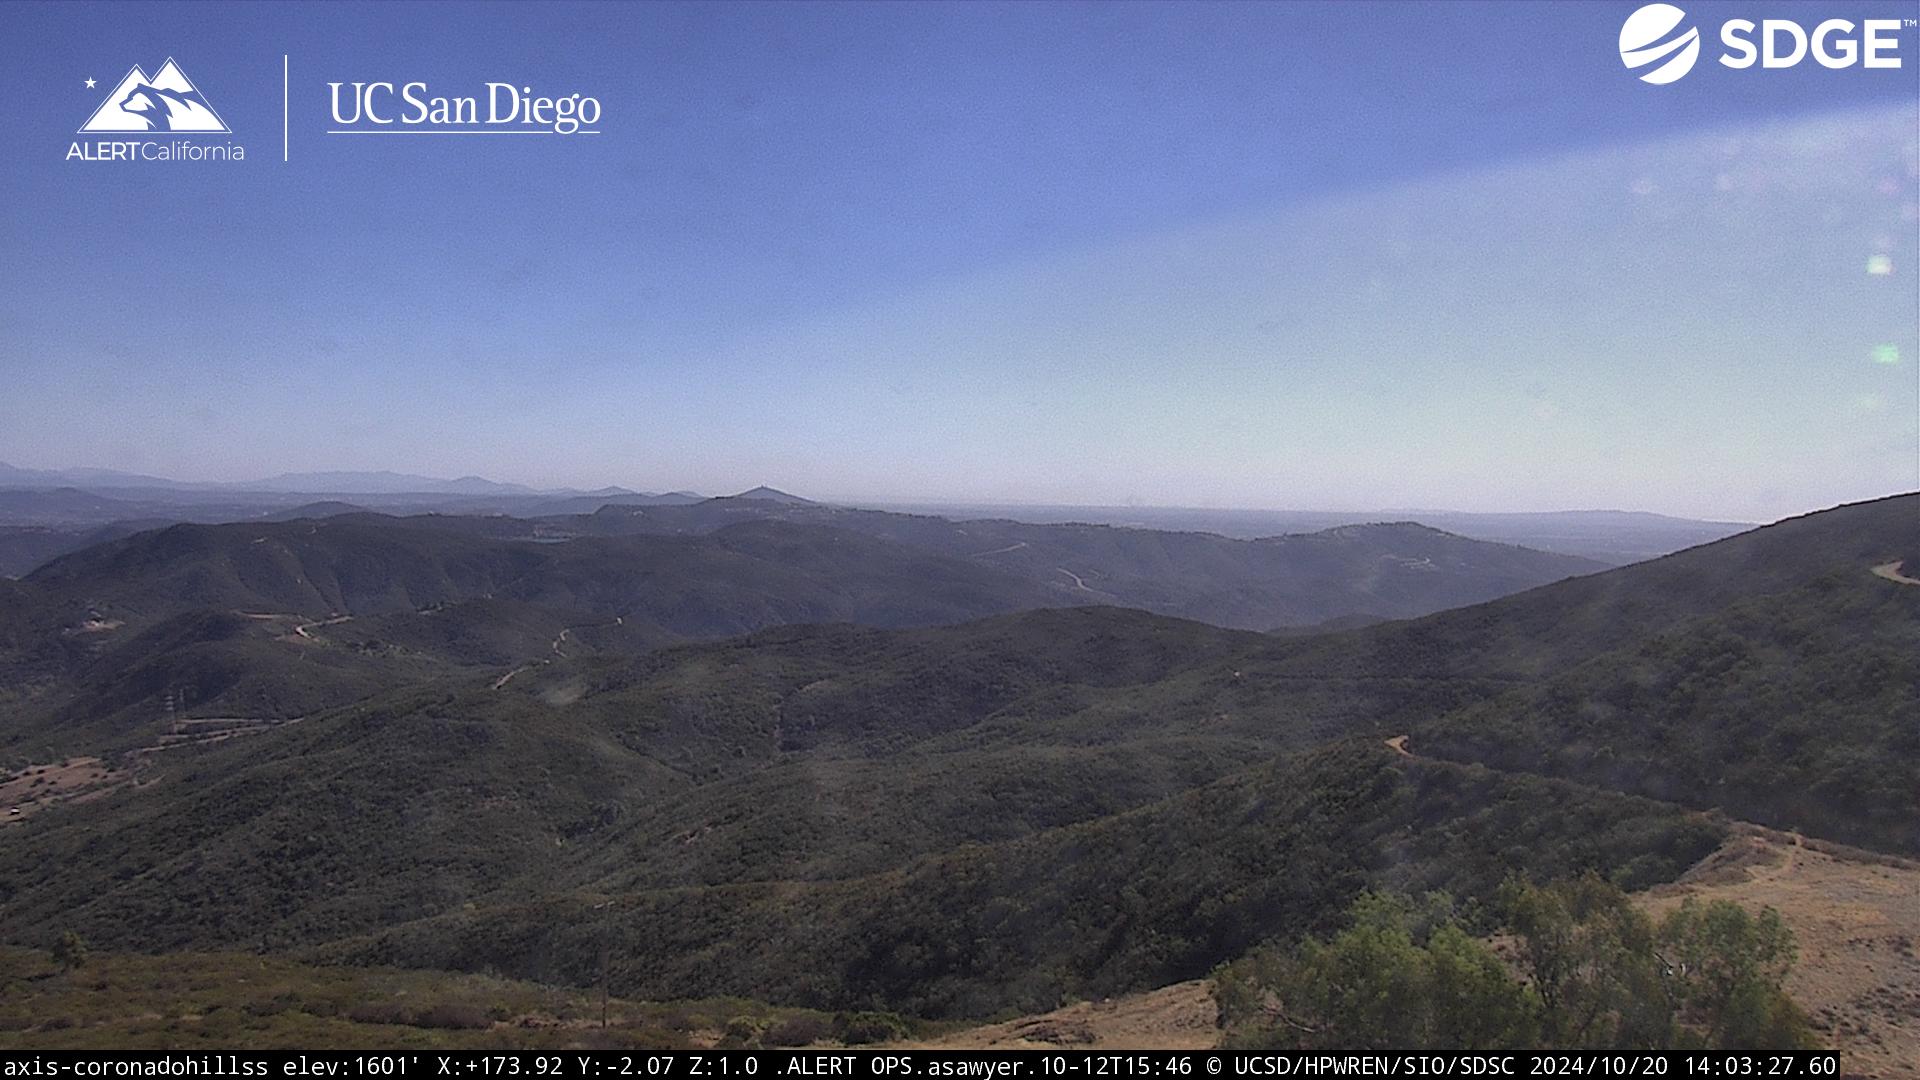 ALERTCalifornia
UC San Diego
SDGE™
axis-coronadohillss elev:1601' X:+173.92 Y:-2.07 Z:1.0 .ALERT OPS.asawyer.10-12T15:46 © UCSD/HPWREN/SIO/SDSC 2024/10/20 14:03:27.60